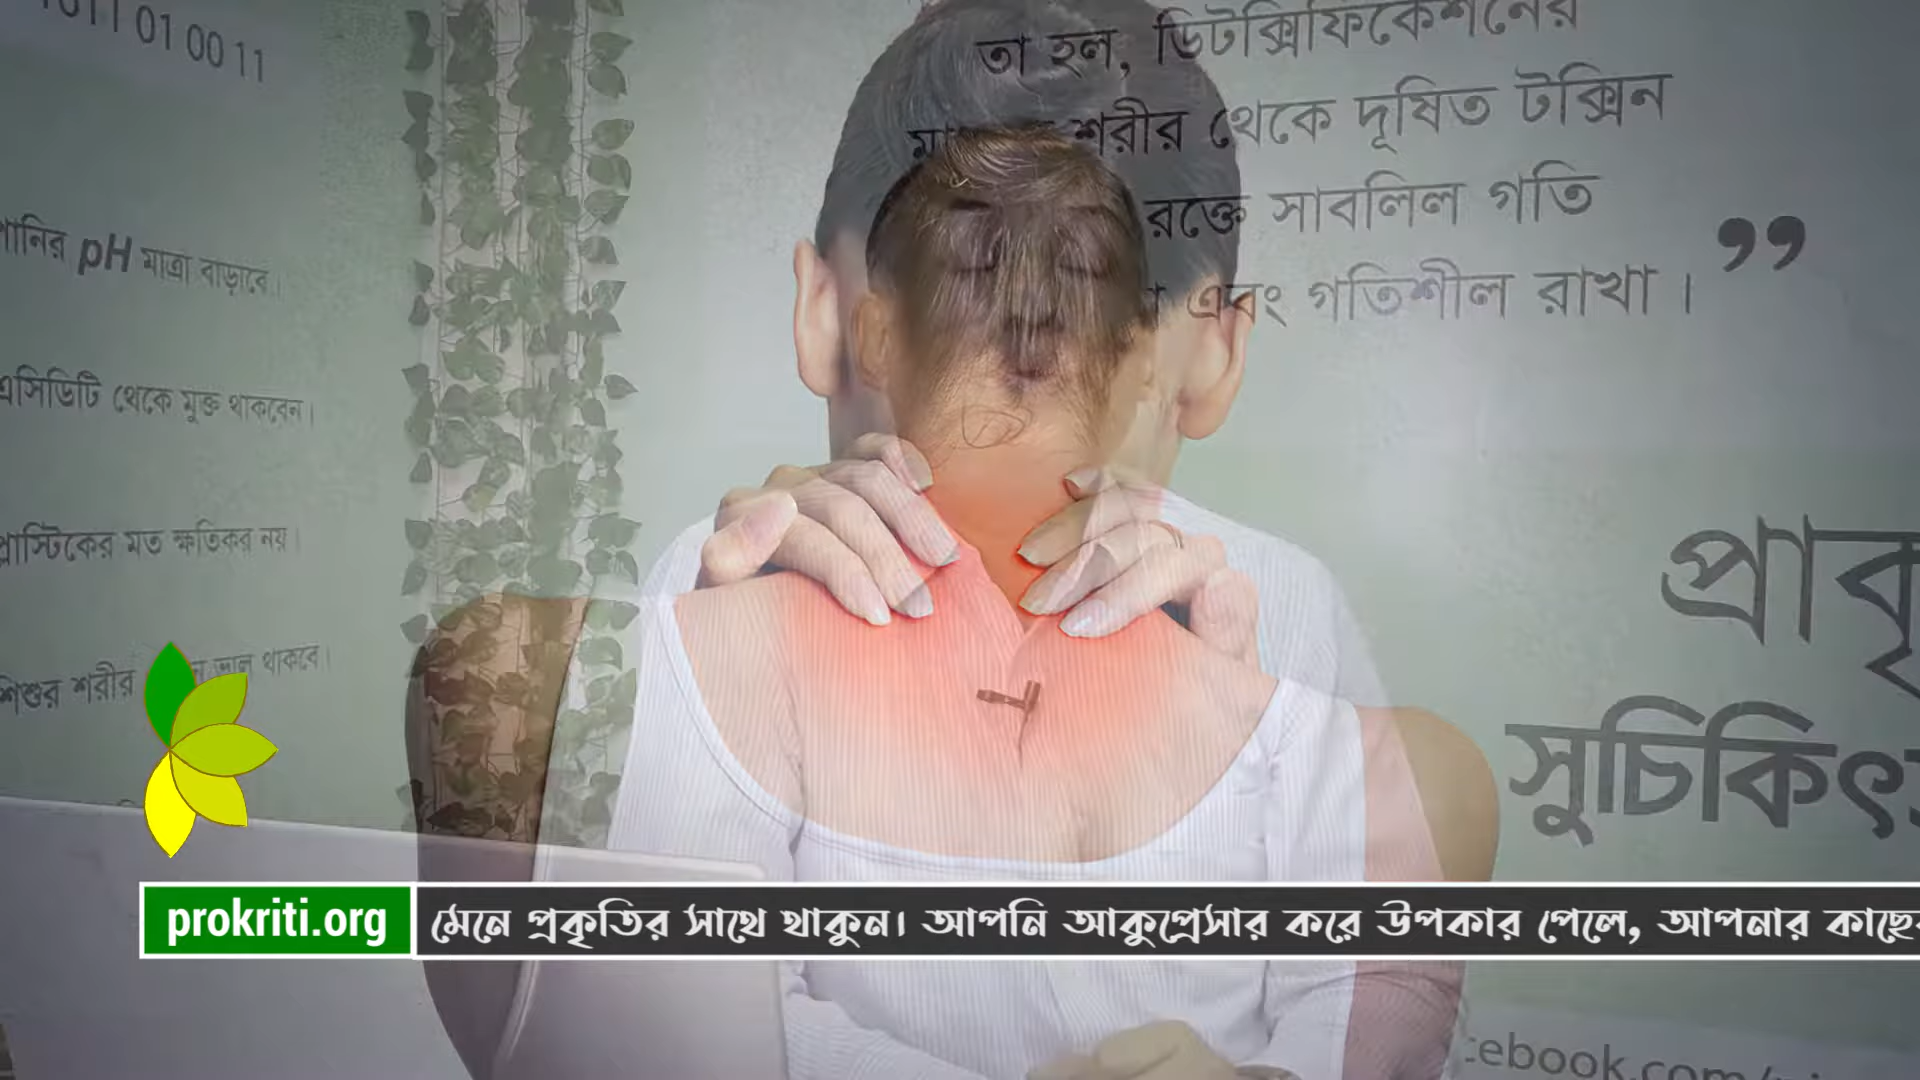 01 00 11
পানির pH মাত্রা বাড়াবে।
এসিডিটি থেকে মুক্ত থাকবেন।
প্লাস্টিকের মত ক্ষতিকর নয়।
শিশুর শরীর ভাল থাকবে।
তা হল, ডিটক্সিফিকেশনের
শরীর থেকে দূষিত টক্সিন
রক্তে সাবলিল গতি
এবং গতিশীল রাখা। ”
prokriti.org
মেনে প্রকৃতির সাথে থাকুন। আপনি আকুপ্রেসার করে উপকার পেলে, আপনার